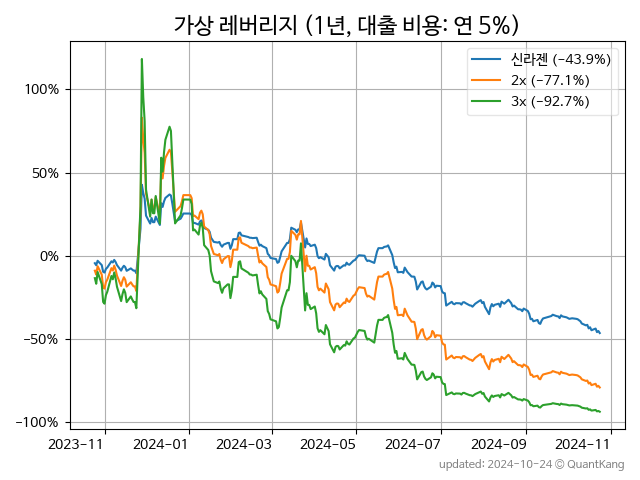 가상 레버리지 (1년, 대출 비용: 연 5%)
신라젠 (−43.9%)
2x (−77.1%)
3x (−92.7%)
100%
50%
0%
−50%
−100%
2023-11 2024-01 2024-03 2024-05 2024-07 2024-09 2024-11
updated: 2024-10-24 © QuantKang